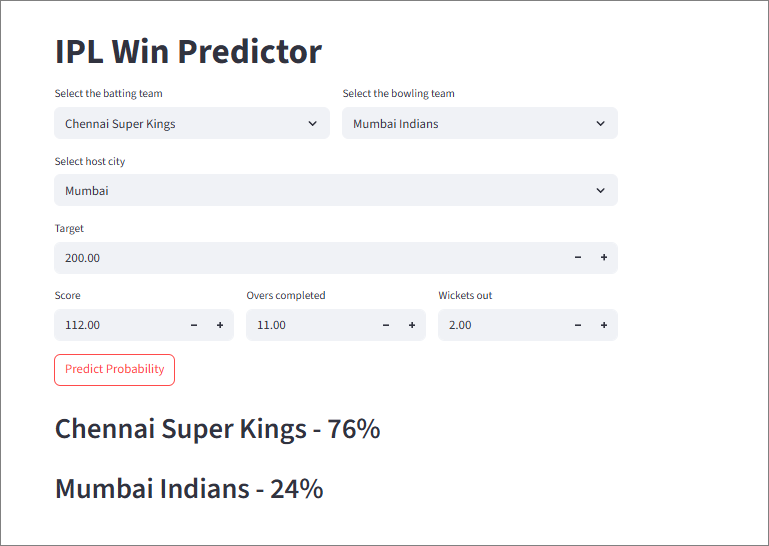 IPL Win Predictor
Select the batting team
Select the bowling team
Chennai Super Kings
Mumbai Indians
Select host city
Mumbai
Target
200.00
Score
Overs completed
Wickets out
112.00
11.00
2.00
Predict Probability
Chennai Super Kings - 76%
Mumbai Indians - 24%